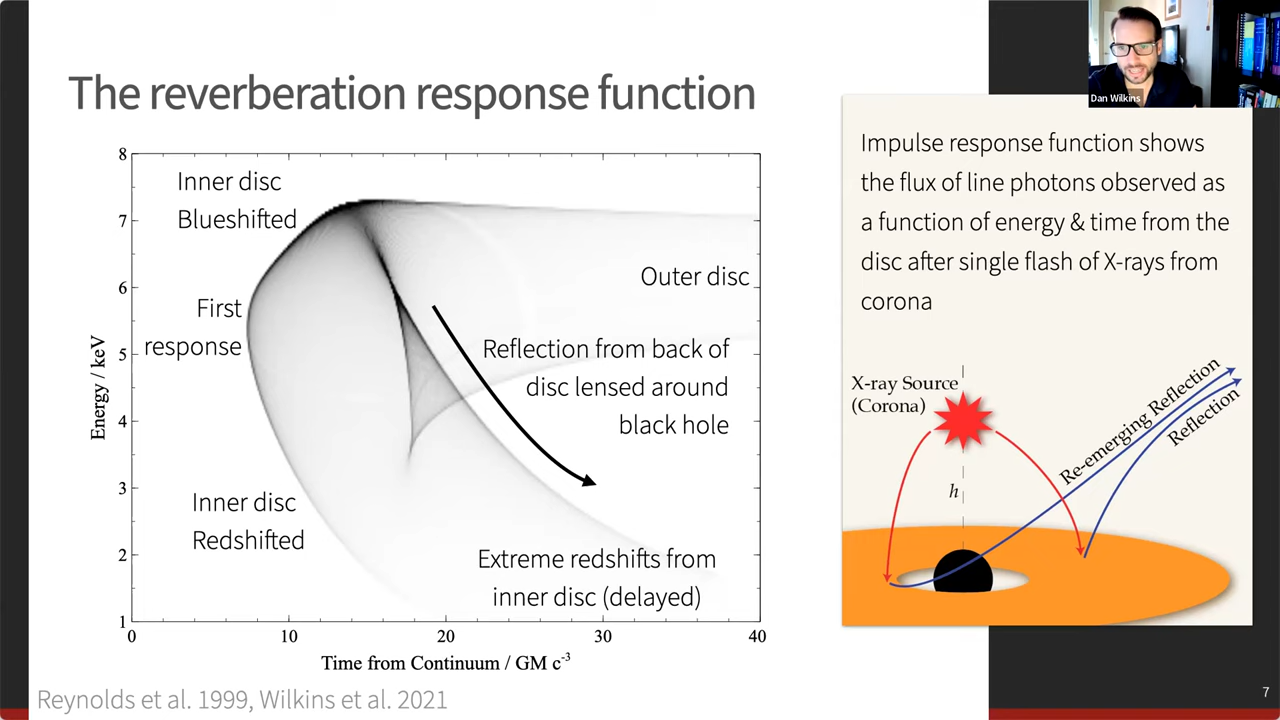 Dan Wilkins
The reverberation response function
8
7
6
5
4
3
2
1
Energy / keV
0
10
20
30
40
Time from Continuum / GM c⁻³
Inner disc
Blueshifted
First
response
Outer disc
Reflection from back of
disc lensed around
black hole
Inner disc
Redshifted
Extreme redshifts from
inner disc (delayed)
Impulse response function shows
the flux of line photons observed as
a function of energy & time from the
disc after single flash of X-rays from
corona
X-ray Source
(Corona)
h
Re-emerging Reflection
Reflection
Reynolds et al. 1999, Wilkins et al. 2021
7